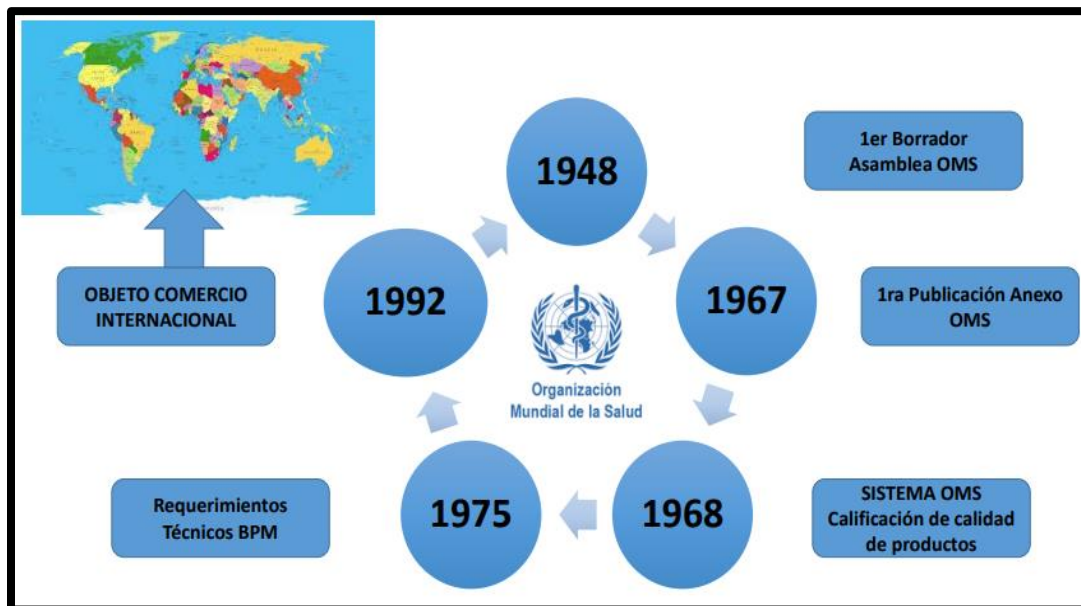 1948
1er Borrador
Asamblea OMS
1967
1ra Publicación Anexo
OMS
1968
SISTEMA OMS
Calificación de calidad
de productos
1975
Requerimientos
Técnicos BPM
1992
OBJETO COMERCIO
INTERNACIONAL
Organización
Mundial de la Salud